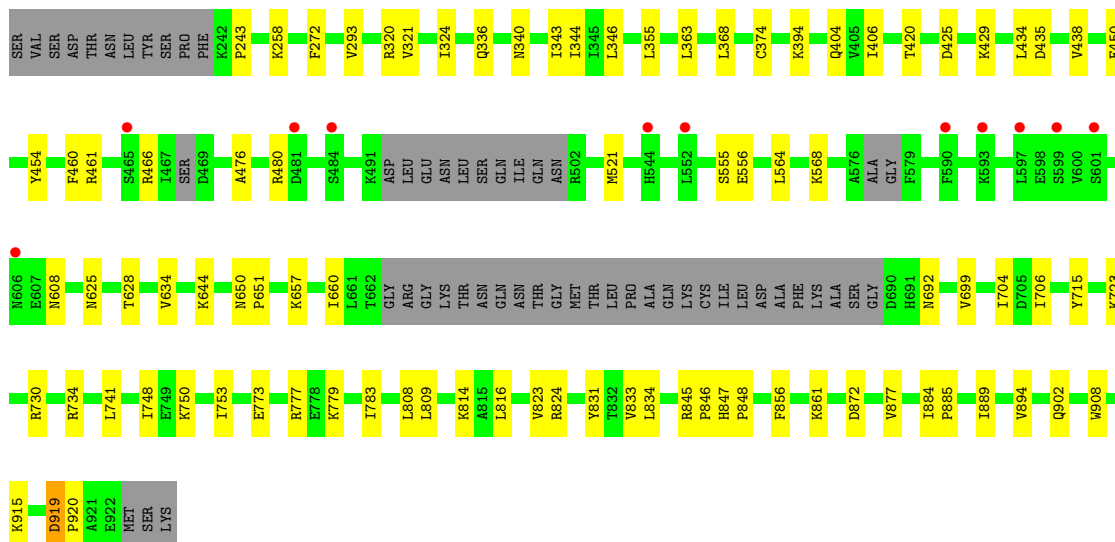 SER VAL SER ASP THR ASN LEU TYR SER PRO PHE K242 P243 K258 F272 V293 R320 V321 I324 Q336 N340 I343 I344 I345 L346 L355 L363 L368 C374 K394 Q404 V405 I406 T420 D425 K429 L434 D435 V438
Y454 F460 R461 S465 R466 I467 SER D469 A476 R480 D481 S484 K491 ASP LEU GLU ASN LEU SER GLN ILE GLN ASN R502 M521 H544 L552 S555 E556 L564 K568 A576 ALA GLY F579 F590 K593 L597 E598 S599 V600 S601
N606 E607 N608 N625 T628 V634 K644 N650 P651 K657 I660 L661 T662 GLY ARG GLY LYS THR ASN ASN THR GLY MET THR LEU PRO ALA GLN LYS CYS ILE LEU ASP ALA PHE LYS ALA SER GLY D690 H691 N692 V699 I704 D705 I706 Y715 K723
R730 R734 L741 I748 E749 K750 I753 E773 R777 E778 K779 I783 L808 L809 K814 A815 L816 V823 R824 Y831 T832 V833 L834 R845 P846 H847 P848 F856 K861 D872 V877 I884 P885 I889 V894 Q902 W908
K915 D919 P920 A921 E922 MET SER LYS